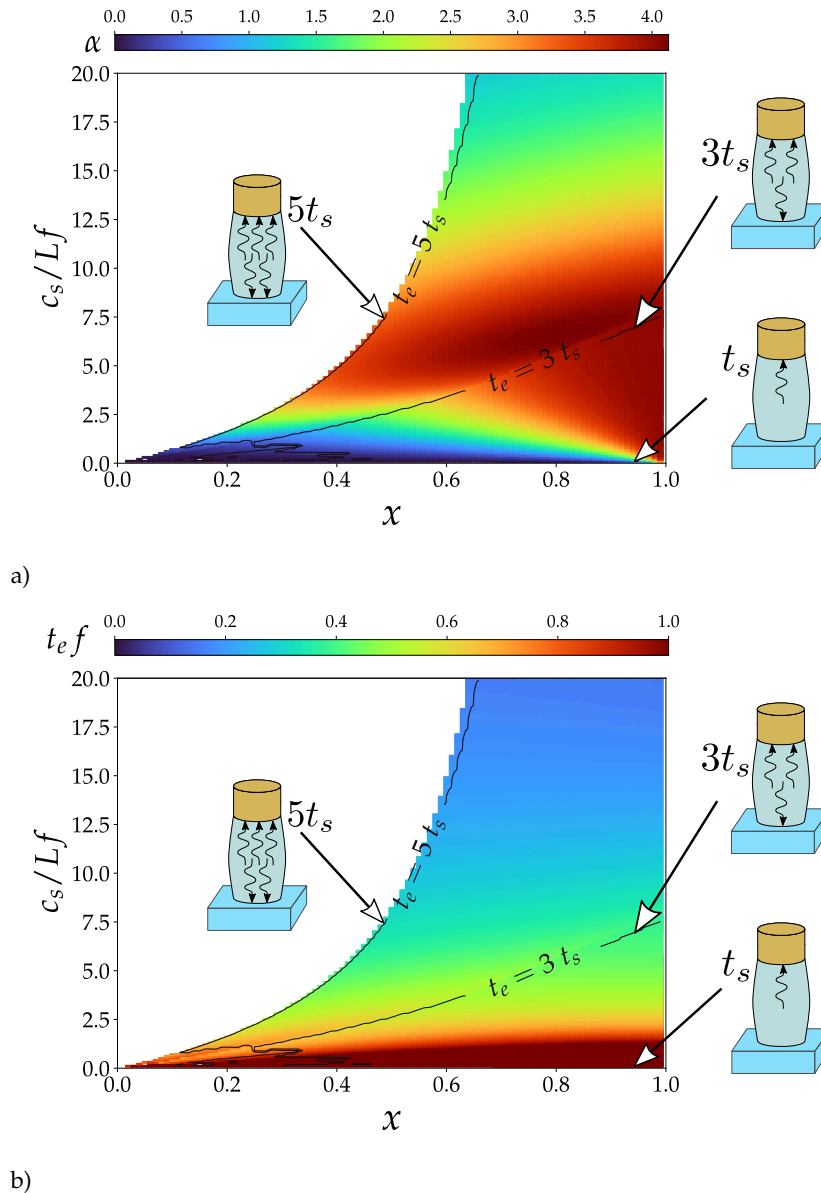 0.0 0.5 1.0 1.5 2.0 2.5 3.0 3.5 4.0
α
20.0
17.5
15.0
12.5
10.0
7.5
5.0
2.5
0.0
c_s/Lf
5t_s
3t_s
t_s
t_e = 5 t_s
t_e = 3 t_s
0.0 0.2 0.4 0.6 0.8 1.0
x
a)
0.0 0.2 0.4 0.6 0.8 1.0
t_e f
20.0
17.5
15.0
12.5
10.0
7.5
5.0
2.5
0.0
c_s/Lf
5t_s
3t_s
t_s
t_e = 5 t_s
t_e = 3 t_s
0.0 0.2 0.4 0.6 0.8 1.0
x
b)